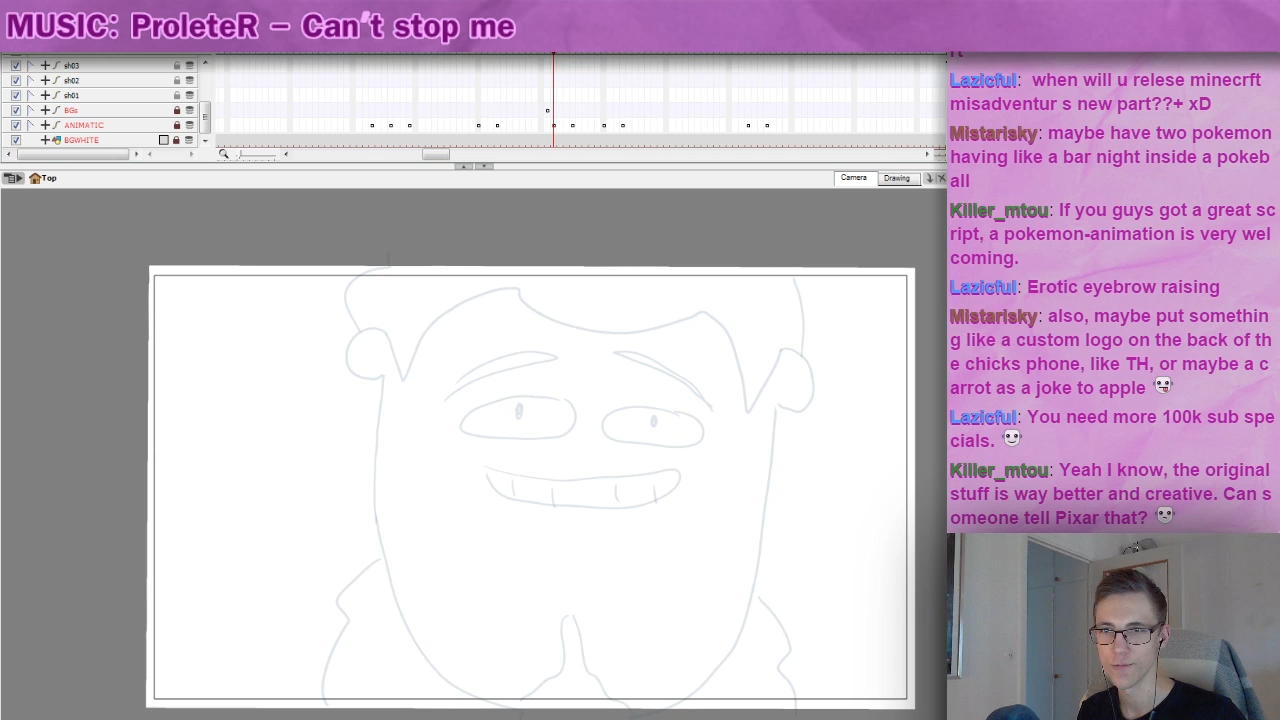 MUSIC: ProleteR – Can't stop me
sh03
sh02
sh01
BGs
ANIMATIC
BGWHITE
Top
Camera
Drawing
Lazicful: when will u relese minecrft
misadventur s new part??+ xD
Mistarisky: maybe have two pokemon
having like a bar night inside a pokeb
all
Killer_mtou: If you guys got a great sc
ript, a pokemon-animation is very wel
coming.
Lazicful: Erotic eyebrow raising
Mistarisky: also, maybe put somethin
g like a custom logo on the back of th
e chicks phone, like TH, or maybe a c
arrot as a joke to apple
Lazicful: You need more 100k sub spe
cials.
Killer_mtou: Yeah I know, the original
stuff is way better and creative. Can s
omeone tell Pixar that?